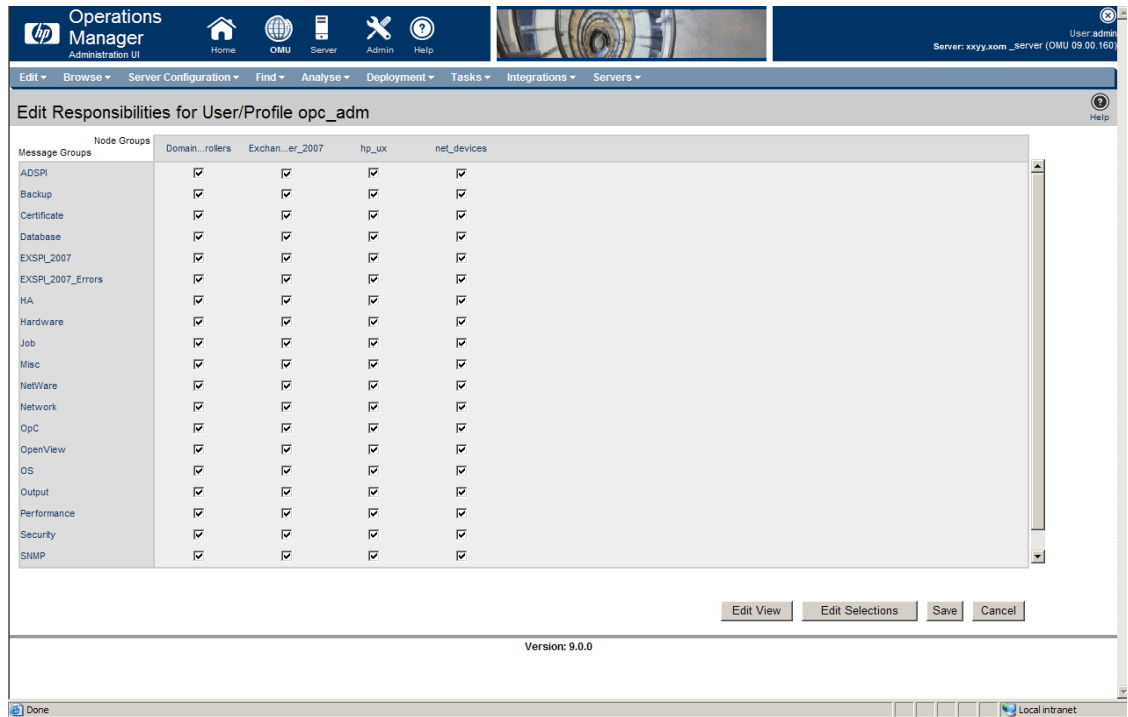 hp
Operations
Manager
Administration UI
Home
OMU
Server
Admin
Help
User:admin
Server: xxyy.xom _server (OMU 09.00.160)
Edit Browse Server Configuration Find Analyse Deployment Tasks Integrations Servers
Edit Responsibilities for User/Profile opc_adm
Help
Node Groups
Message Groups
Domain...rollers Exchan...er_2007 hp_ux net_devices
ADSPI
Backup
Certificate
Database
EXSPI_2007
EXSPI_2007_Errors
HA
Hardware
Job
Misc
NetWare
Network
OpC
OpenView
OS
Output
Performance
Security
SNMP
Edit View Edit Selections Save Cancel
Version: 9.0.0
Done Local intranet